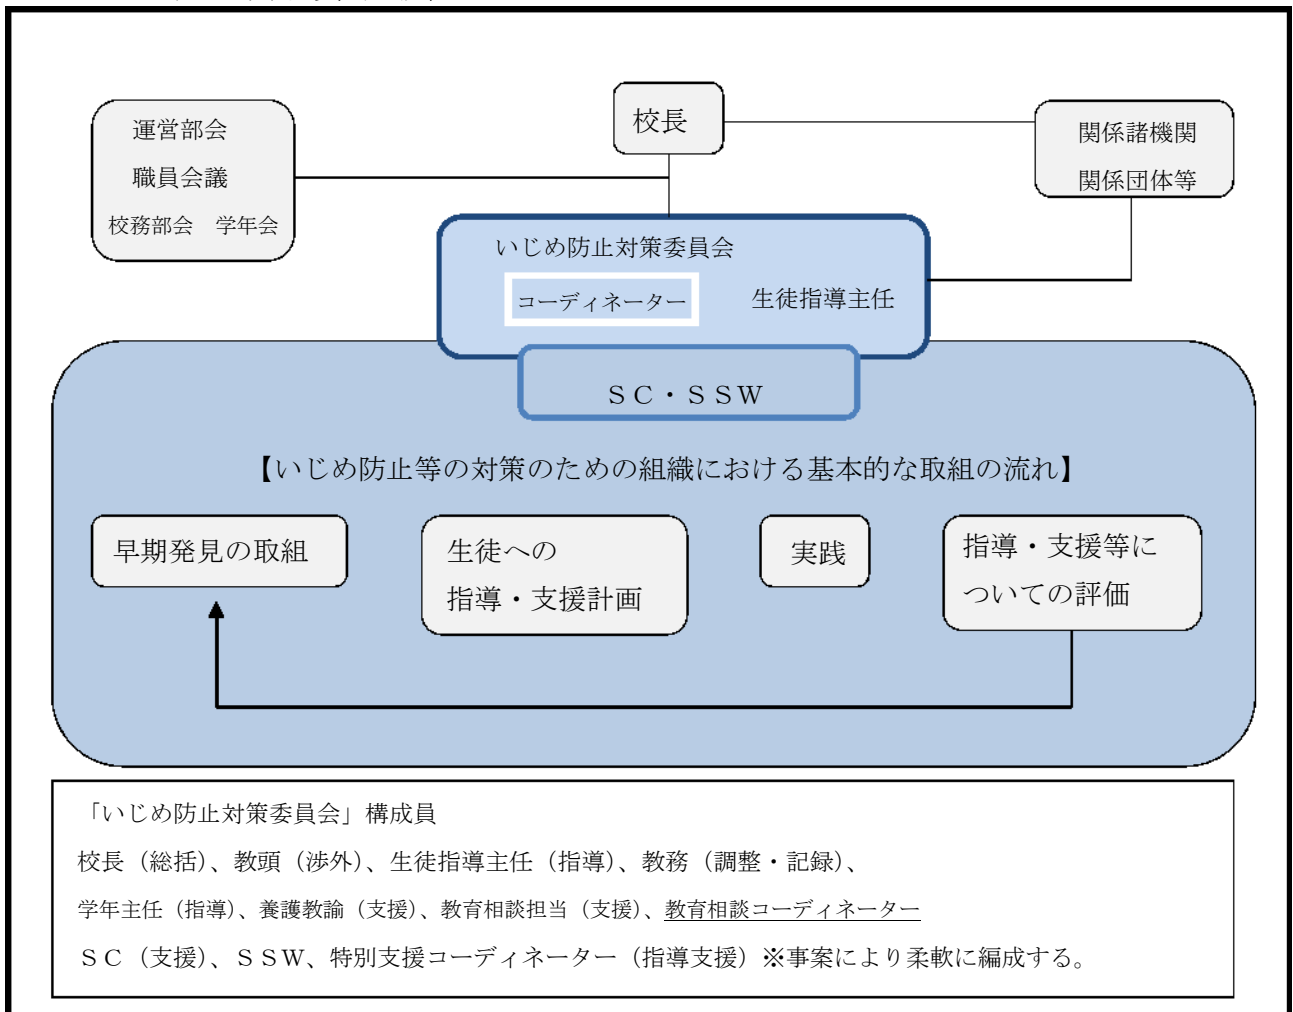 校長
運営部会
職員会議
校務部会 学年会
関係諸機関
関係団体等
いじめ防止対策委員会
コーディネーター 生徒指導主任
ＳＣ・ＳＳＷ
【いじめ防止等の対策のための組織における基本的な取組の流れ】
早期発見の取組
生徒への
指導・支援計画
実践
指導・支援等に
ついての評価
「いじめ防止対策委員会」構成員
校長（総括）、教頭（渉外）、生徒指導主任（指導）、教務（調整・記録）、
学年主任（指導）、養護教諭（支援）、教育相談担当（支援）、教育相談コーディネーター
ＳＣ（支援）、ＳＳＷ、特別支援コーディネーター（指導支援）※事案により柔軟に編成する。